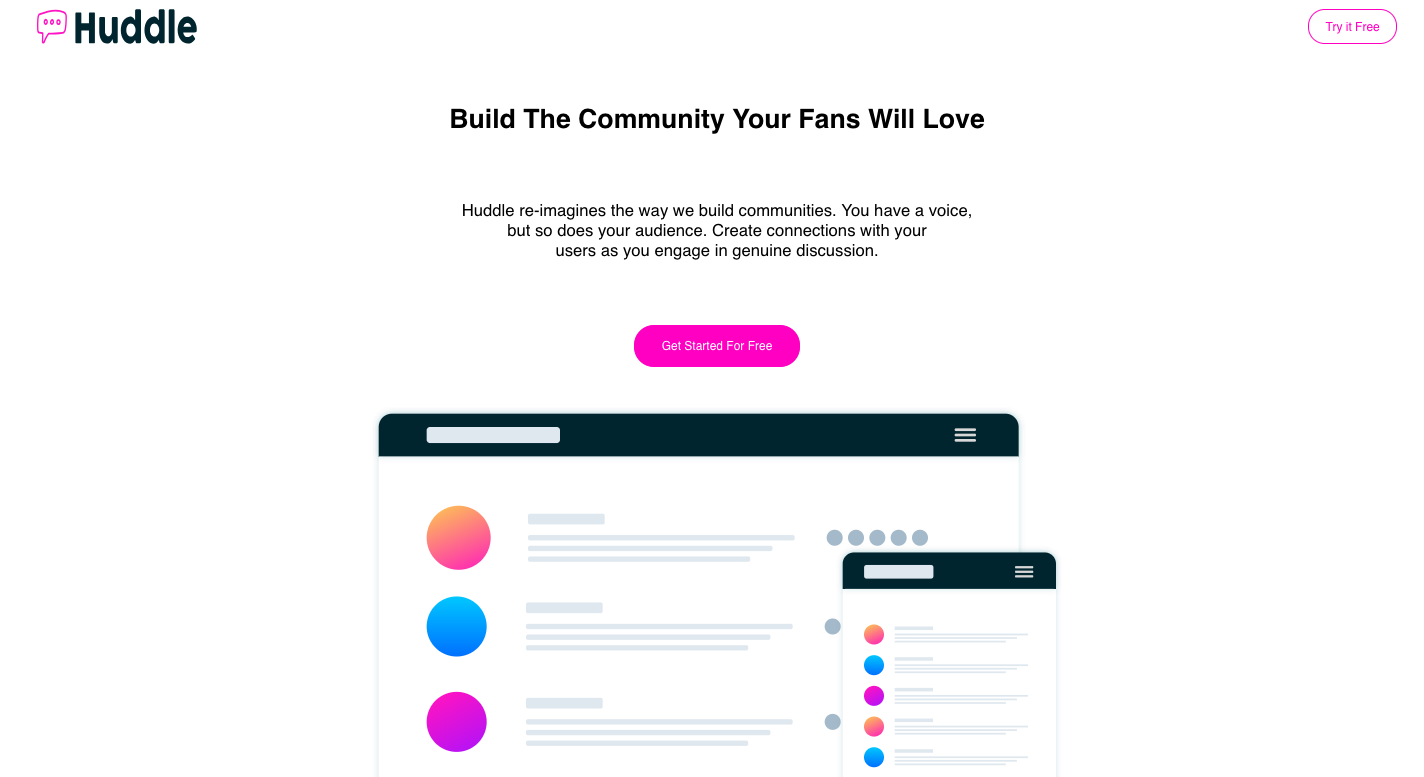 Huddle
Try it Free
Build The Community Your Fans Will Love
Huddle re-imagines the way we build communities. You have a voice,
but so does your audience. Create connections with your
users as you engage in genuine discussion.
Get Started For Free